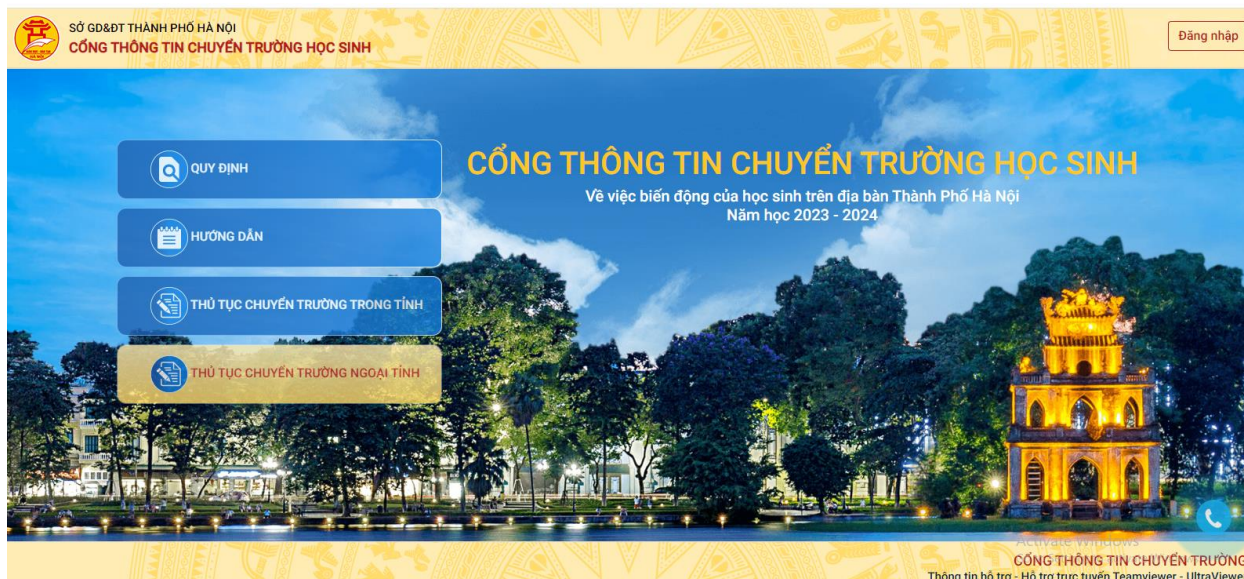 SỞ GD&ĐT THÀNH PHỐ HÀ NỘI
CỔNG THÔNG TIN CHUYỂN TRƯỜNG HỌC SINH
Đăng nhập
QUY ĐỊNH
HƯỚNG DẪN
THỦ TỤC CHUYỂN TRƯỜNG TRONG TỈNH
THỦ TỤC CHUYỂN TRƯỜNG NGOẠI TỈNH
CỔNG THÔNG TIN CHUYỂN TRƯỜNG HỌC SINH
Về việc biến động của học sinh trên địa bàn Thành Phố Hà Nội
Năm học 2023 - 2024
Activate Windows
CỔNG THÔNG TIN CHUYỂN TRƯỜNG
Thông tin hỗ trợ - Hỗ trợ trực tuyến Teamviewer - UltraViewe